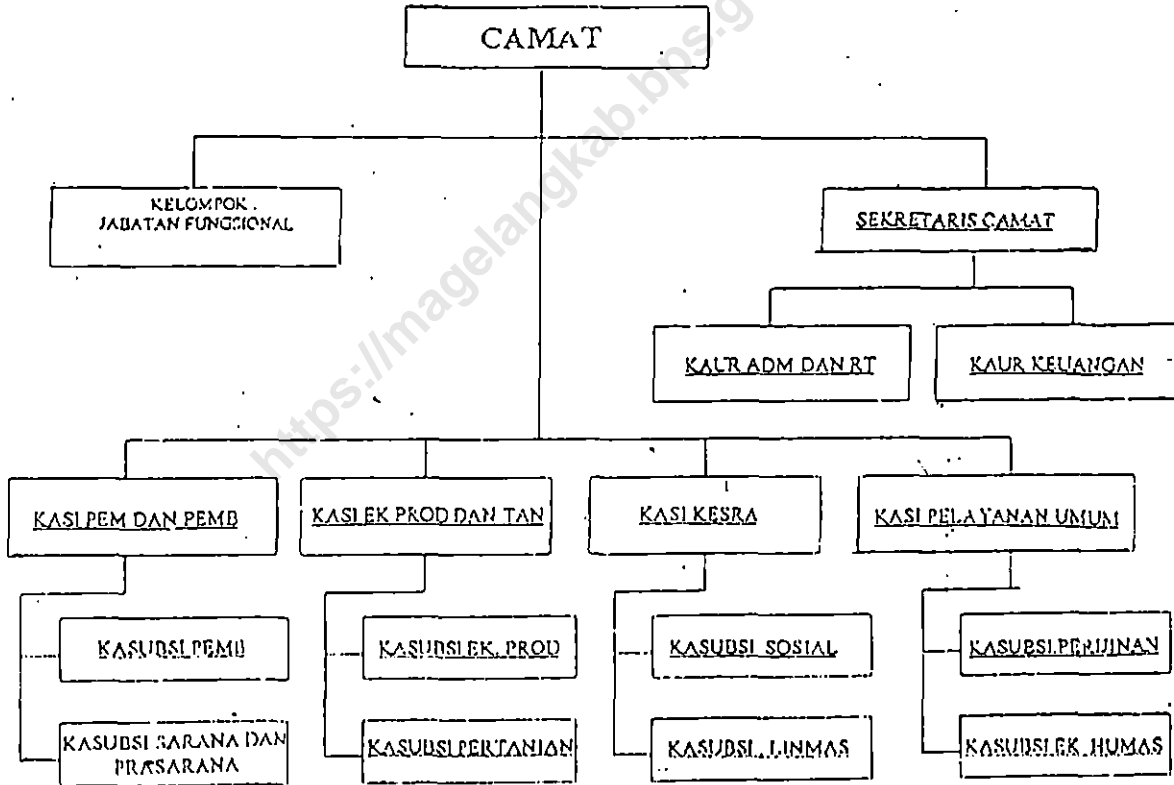 CAMAT
KELOMPOK
JABATAN FUNGSIONAL
SEKRETARIS CAMAT
KAUR ADM DAN RT
KAUR KEUANGAN
KASI PEM DAN PEMB
KASI EK PROD DAN TAN
KASI KESRA
KASI PELAYANAN UMUM
KASUBSI PEMB
KASUBSI EK. PROD
KASUBSI SOSIAL
KASUBSI PERIJINAN
KASUBSI SARANA DAN
PRASARANA
KASUBSI PERTANIAN
KASUBSI LINMAS
KASUBSI EK. HUMAS
https://magelangkab.bps.g